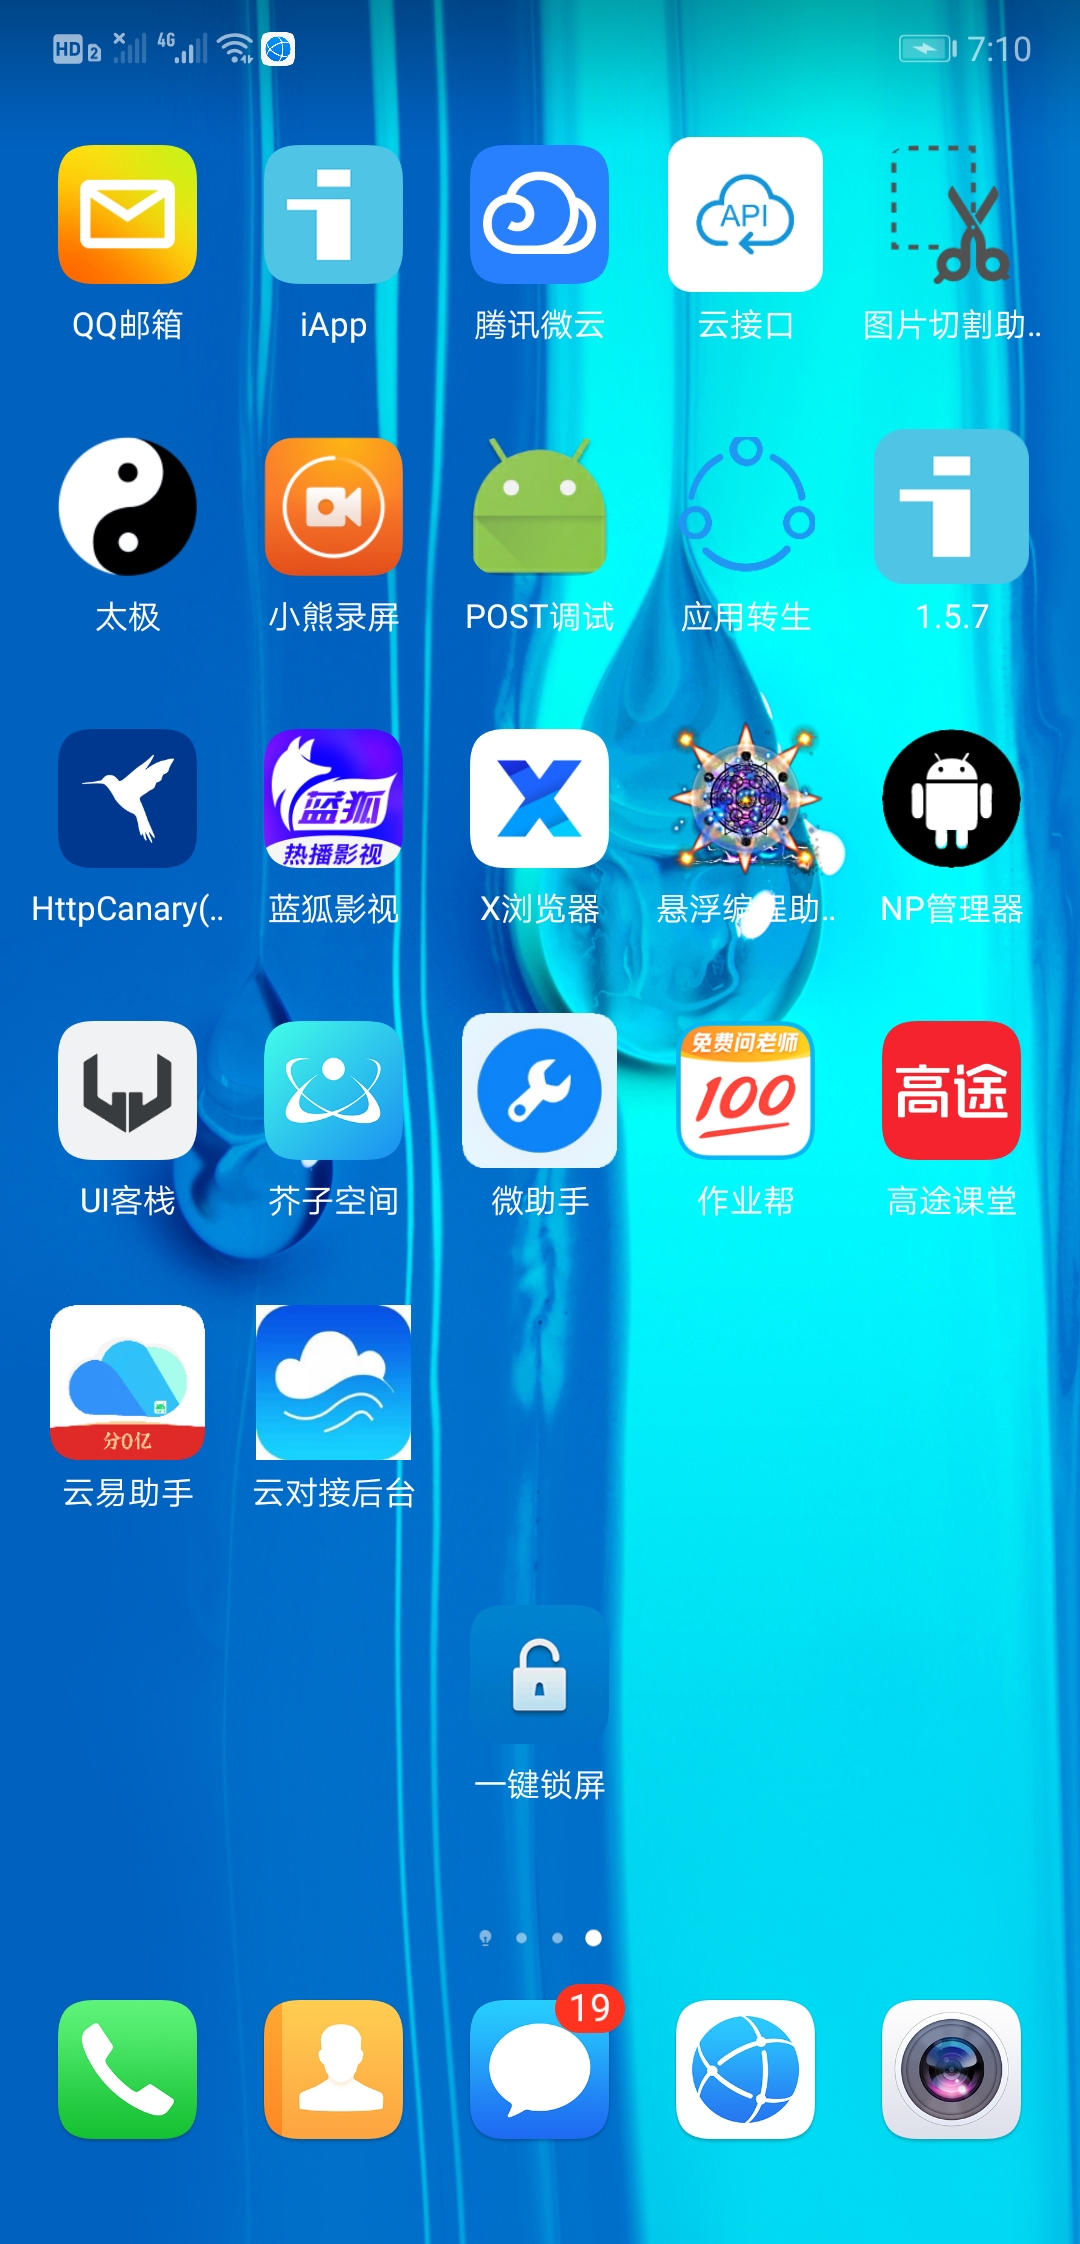 HD 2 4G 7:10
API
QQ邮箱 iApp 腾讯微云 云接口 图片切割助..
太极 小熊录屏 POST调试 应用转生 1.5.7
蓝狐
热播影视
HttpCanary(.. 蓝狐影视 X浏览器 悬浮编程助.. NP管理器
免费问老师
100
高途
UI客栈 芥子空间 微助手 作业帮 高途课堂
分0亿
云易助手 云对接后台
一键锁屏
19